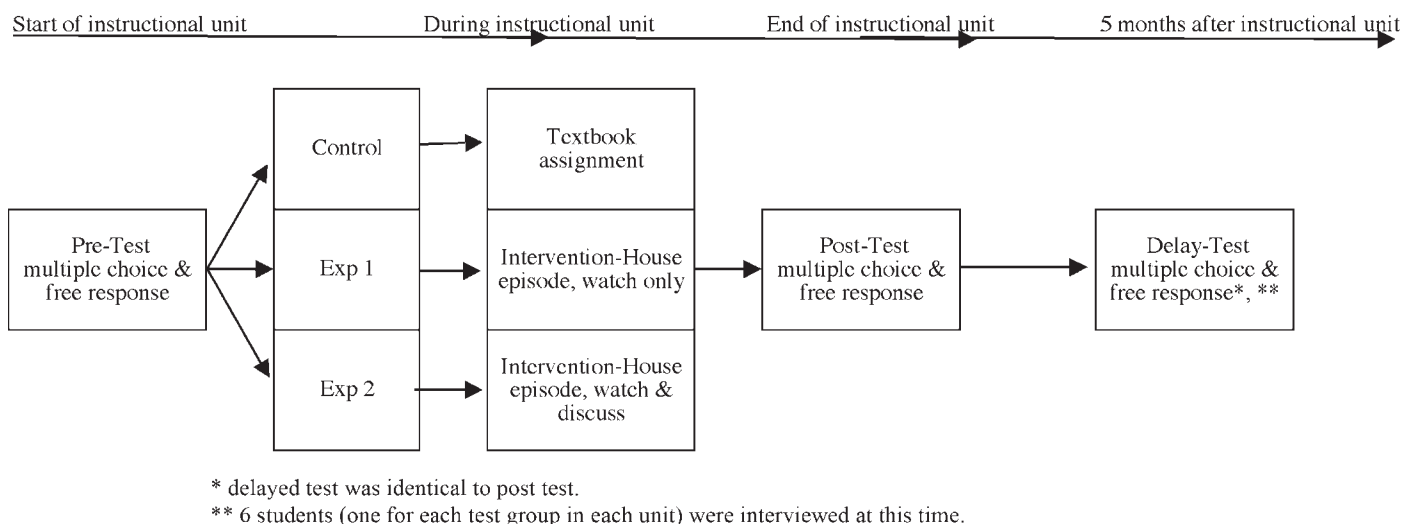 Start of instructional unit
During instructional unit
End of instructional unit
5 months after instructional unit
Pre-Test
multiple choice &
free response
Control
Exp 1
Exp 2
Textbook
assignment
Intervention-House
episode, watch only
Intervention-House
episode, watch &
discuss
Post-Test
multiple choice &
free response
Delay-Test
multiple choice &
free response*, **
* delayed test was identical to post test.
** 6 students (one for each test group in each unit) were interviewed at this time.